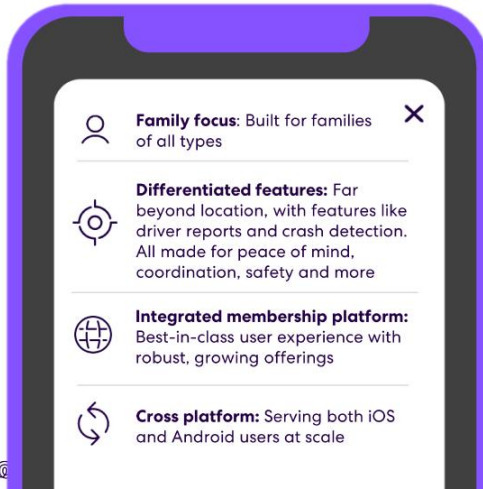 Family focus: Built for families
of all types
Differentiated features: Far
beyond location, with features like
driver reports and crash detection.
All made for peace of mind,
coordination, safety and more
Integrated membership platform:
Best-in-class user experience with
robust, growing offerings
Cross platform: Serving both iOS
and Android users at scale